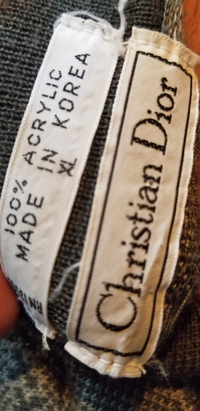 100% ACRYLIC
MADE IN KOREA
XL
Christian Dior